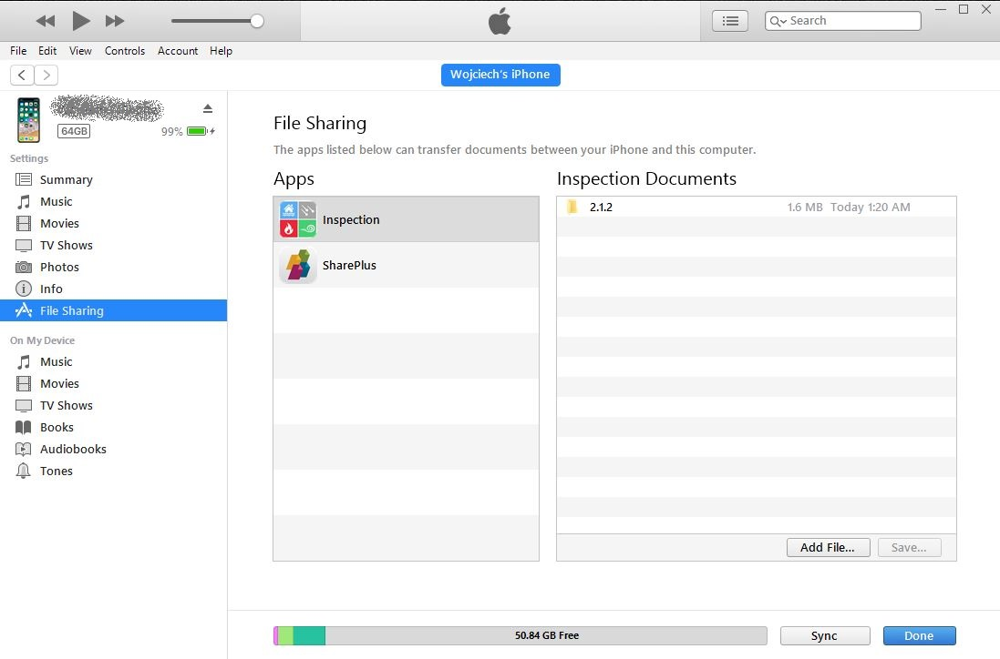 Search
File Edit View Controls Account Help
Wojciech's iPhone
64GB 99%
Settings
Summary
Music
Movies
TV Shows
Photos
Info
File Sharing
On My Device
Music
Movies
TV Shows
Books
Audiobooks
Tones
File Sharing
The apps listed below can transfer documents between your iPhone and this computer.
Apps
Inspection
SharePlus
Inspection Documents
2.1.2 1.6 MB Today 1:20 AM
Add File... Save...
50.84 GB Free Sync Done